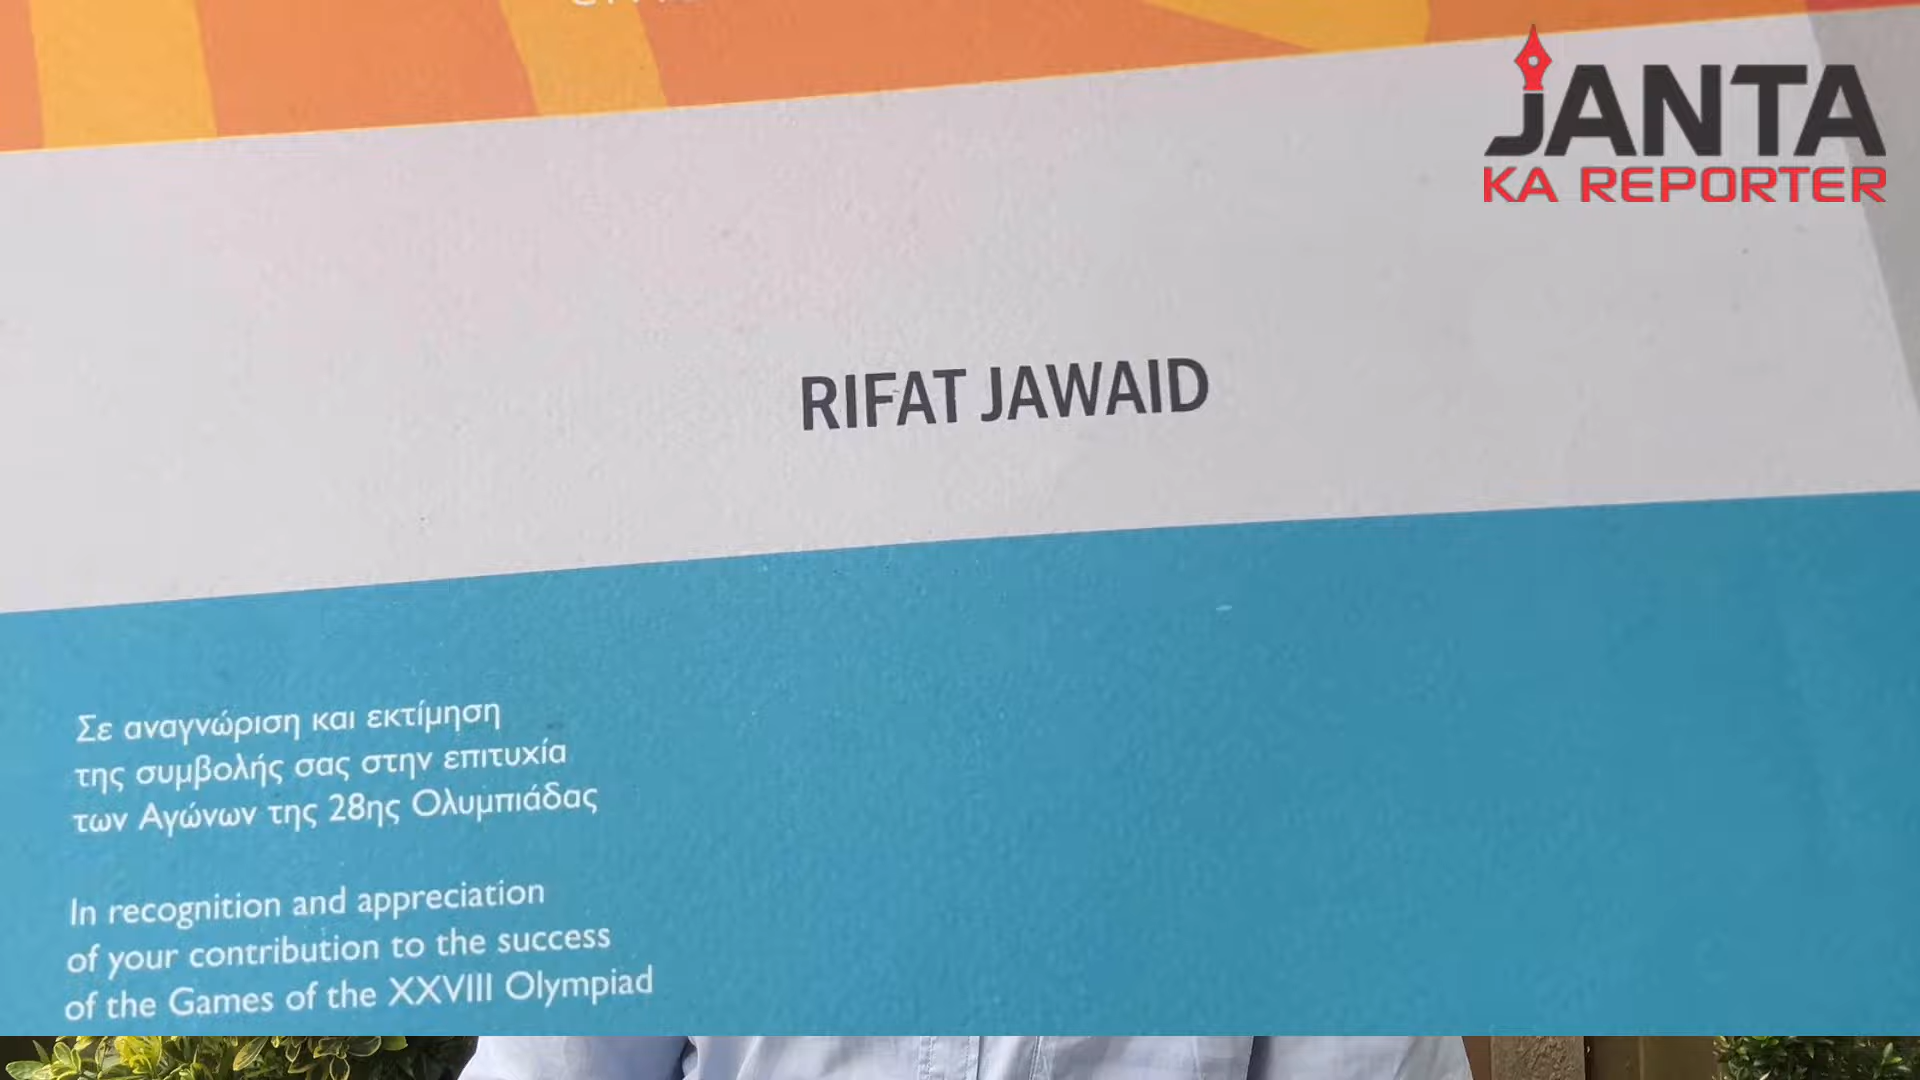 JANTA
KA REPORTER
RIFAT JAWAID
Σε αναγνώριση και εκτίμηση
της συμβολής σας στην επιτυχία
των Αγώνων της 28ης Ολυμπιάδας
In recognition and appreciation
of your contribution to the success
of the Games of the XXVIII Olympiad